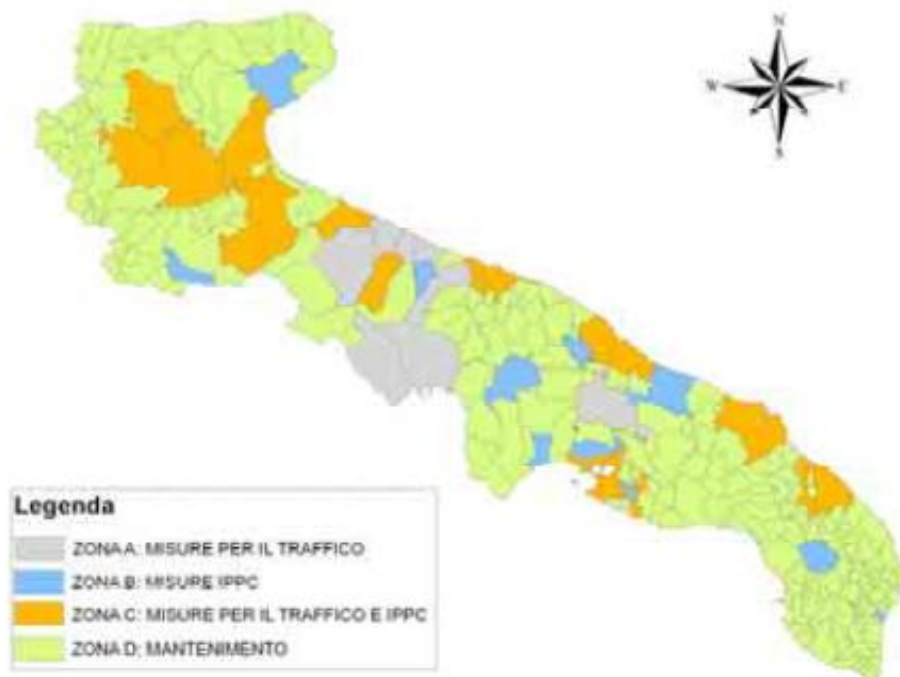 N
W E
S
Legenda
ZONA A: MISURE PER IL TRAFFICO
ZONA B: MISURE IPPC
ZONA C: MISURE PER IL TRAFFICO E IPPC
ZONA D: MANTENIMENTO